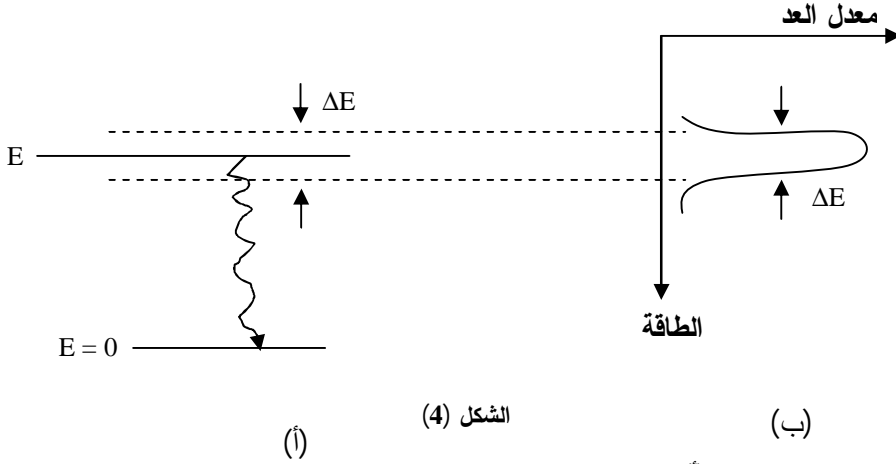 معدل العد
ΔE
E
ΔE
الطاقة
E = 0
الشكل (4)
(أ)
(ب)